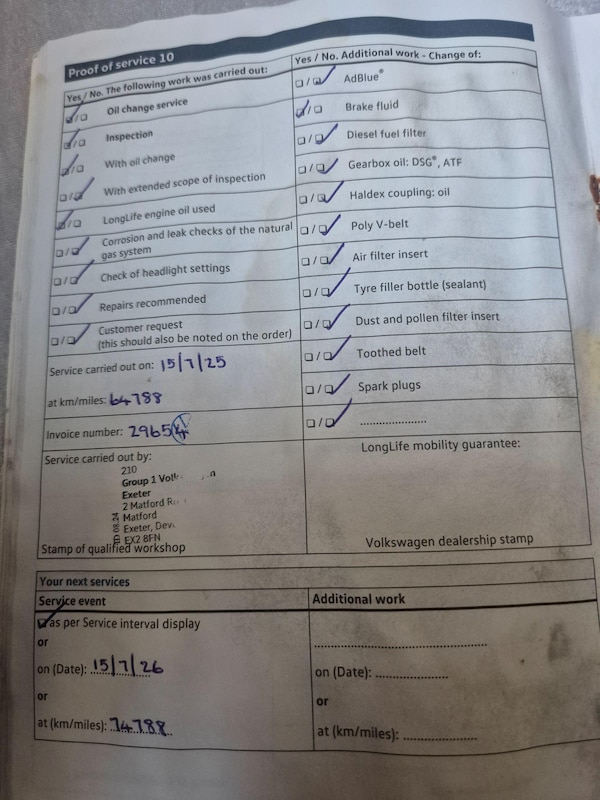 Proof of service 10
Yes / No. The following work was carried out:
Oil change service
Inspection
With oil change
With extended scope of inspection
LongLife engine oil used
Corrosion and leak checks of the natural
gas system
Check of headlight settings
Repairs recommended
Customer request
(this should also be noted on the order)
Service carried out on: 15/7/25
at km/miles: 64788
Invoice number: 2965
Service carried out by:
210
Group 1
Exeter
2 Matford
Matford
Exeter,
EX2 8FN
08.24
Stamp of qualified workshop
Yes / No. Additional work - Change of:
AdBlue®
Brake fluid
Diesel fuel filter
Gearbox oil: DSG®, ATF
Haldex coupling: oil
Poly V-belt
Air filter insert
Tyre filler bottle (sealant)
Dust and pollen filter insert
Toothed belt
Spark plugs
....................
LongLife mobility guarantee:
Volkswagen dealership stamp
Your next services
Service event
as per Service interval display
or
on (Date): 15/7/26
or
at (km/miles): 74788
Additional work
on (Date): ....................
or
at (km/miles): ....................